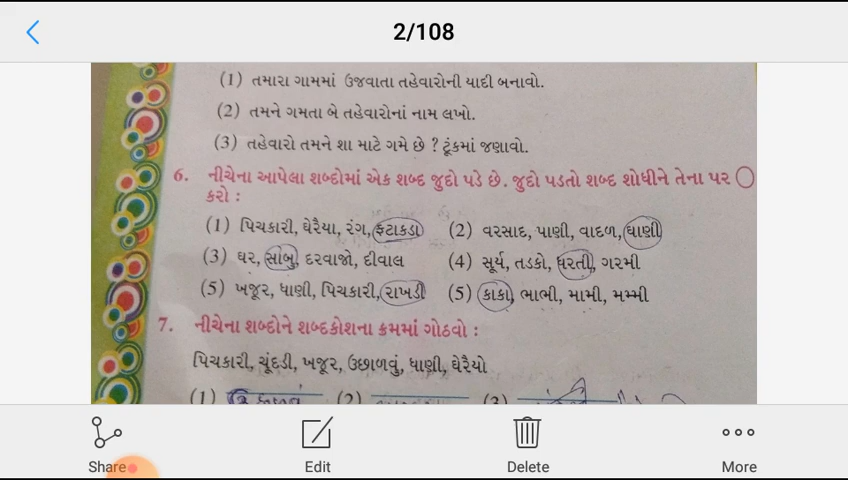 2/108
(1) તમારા ગામમાં ઉજવાતા તહેવારોની યાદી બનાવો.
(2) તમને ગમતા બે તહેવારોનાં નામ લખો.
(3) તહેવારો તમને શા માટે ગમે છે ? ટૂંકમાં જણાવો.
6. નીચેના આપેલા શબ્દોમાં એક શબ્દ જુદો પડે છે. જુદો પડતો શબ્દ શોધીને તેના પર ○
કરો :
(1) પિચકારી, ઘેરૈયા, રંગ, ફટાકડા (2) વરસાદ, પાણી, વાદળ, ધાણી
(3) ઘર, સાબુ, દરવાજો, દીવાલ (4) સૂર્ય, તડકો, ધરતી, ગરમી
(5) ખજૂર, ધાણી, પિચકારી, રાખડી (5) કાકા, ભાભી, મામી, મમ્મી
7. નીચેના શબ્દોને શબ્દકોશના ક્રમમાં ગોઠવો :
પિચકારી, ચૂંદડી, ખજૂર, ઉછાળવું, ધાણી, ઘેરૈયો
(1) (2) (3)
Share Edit Delete More